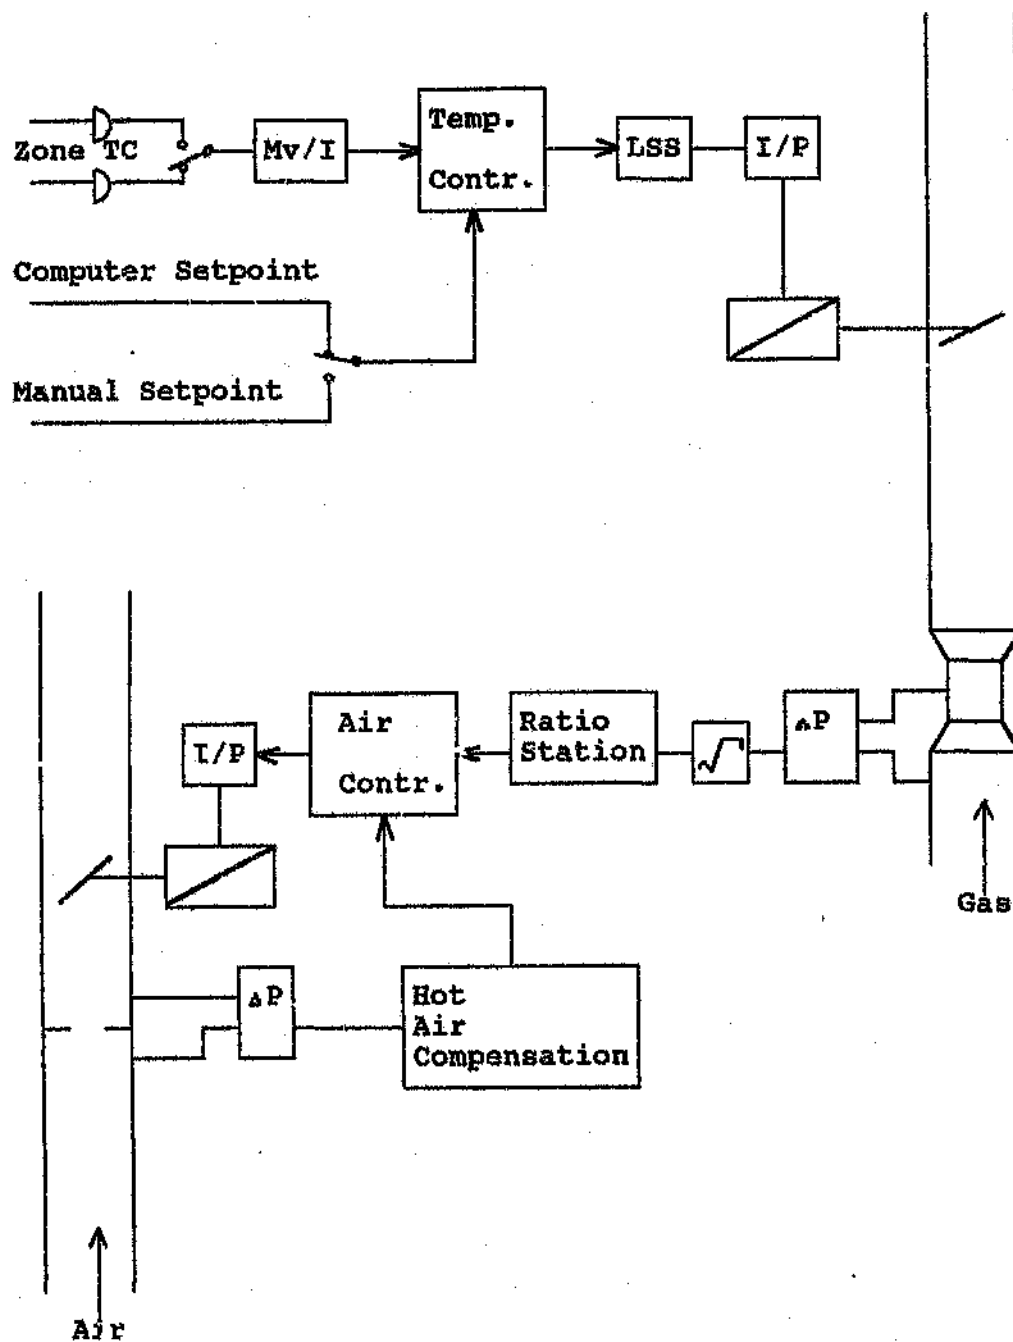 Zone TC
Mv/I
Temp.
Contr.
LSS
I/P
Computer Setpoint
Manual Setpoint
I/P
Air
Contr.
Ratio
Station
√
ΔP
Gas
ΔP
Hot
Air
Compensation
Air